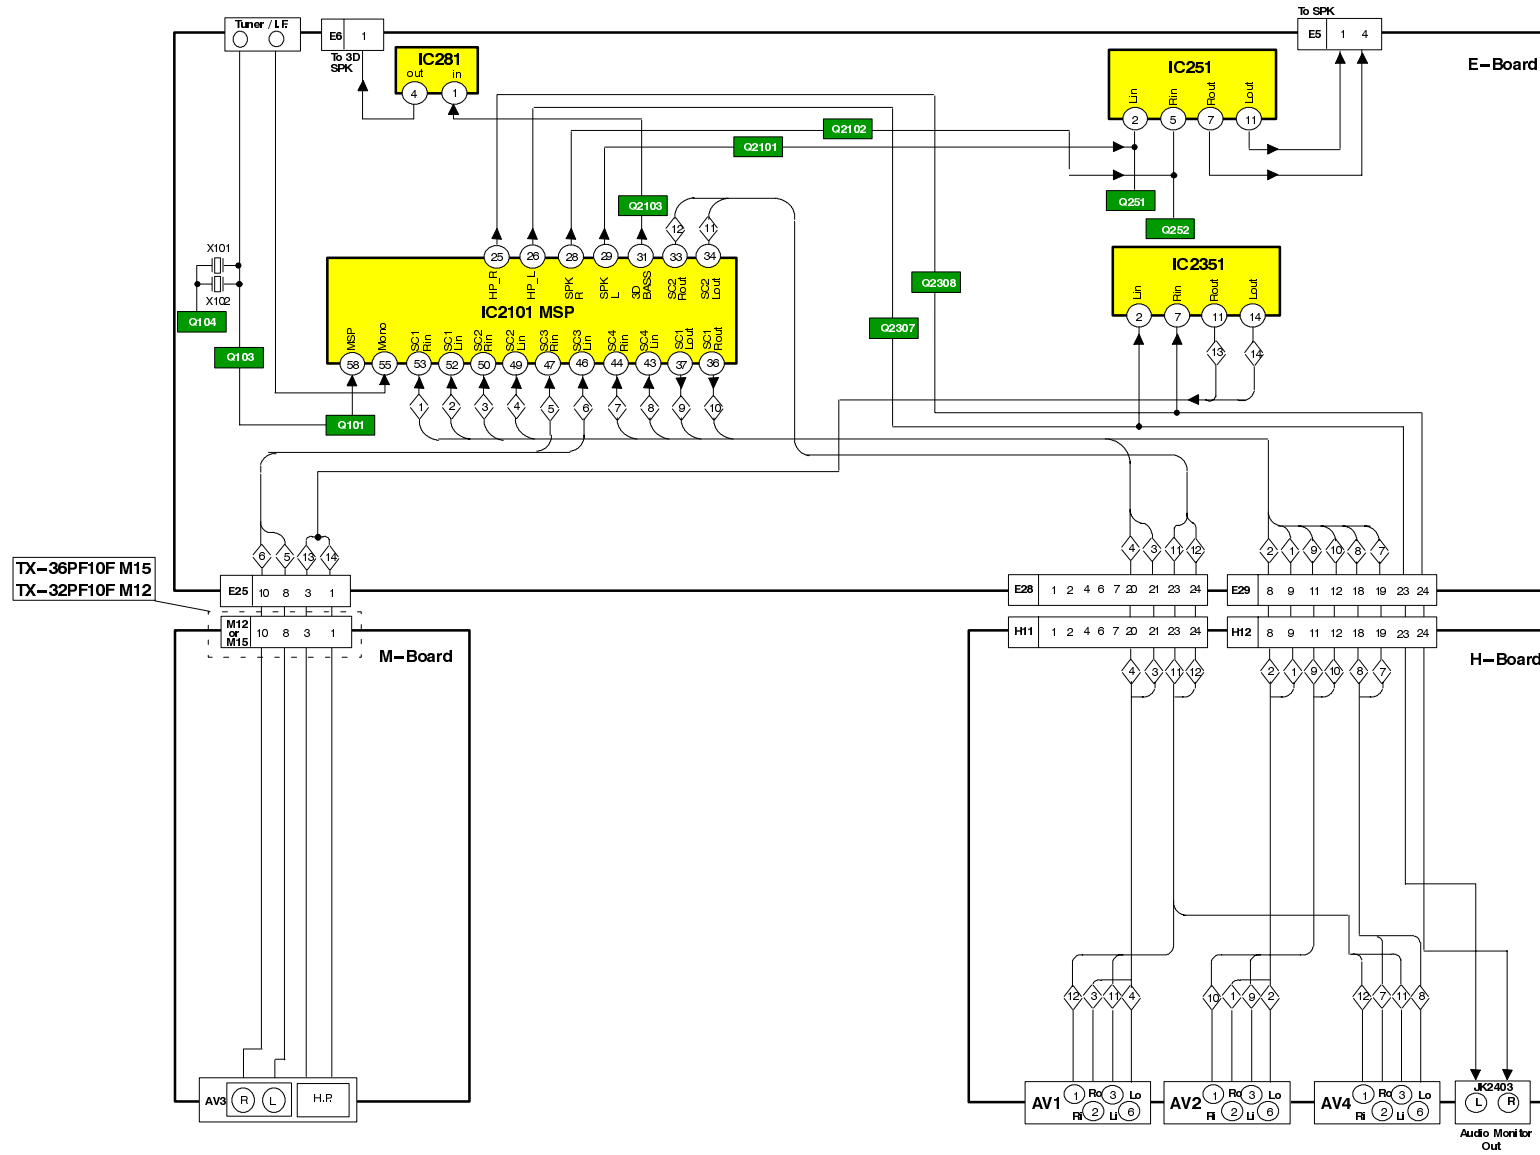 Tuner / I.F.
E6 1
To 3D
SPK
IC281
out in
4 1
To SPK
E5 1 4
E-Board
IC251
Lin Rin Rout Lout
2 5 7 11
Q2102
Q2101
Q251
Q252
Q2103
12 11
25 26 28 29 31 33 34
HP_R HP_L SPK R SPK L 3D BASS SC2 Rout SC2 Lout
IC2101 MSP
MSP Mono SC1 Rin SC1 Lin SC2 Rin SC2 Lin SC3 Rin SC3 Lin SC4 Rin SC4 Lin SC1 Lout SC1 Rout
58 55 53 52 50 49 47 46 44 43 37 36
1 2 3 4 5 6 7 8 9 10
X101
X102
Q104
Q103
Q101
Q2308
Q2307
IC2351
Lin Rin Rout Lout
2 7 11 14
13 14
6 5 13 14
4 3 11 12
2 1 9 10 8 7
TX-36PF10F M15
TX-32PF10F M12
E25 10 8 3 1
M12
or
M15
10 8 3 1
M-Board
E28 1 2 4 6 7 20 21 23 24
E29 8 9 11 12 18 19 23 24
H11 1 2 4 6 7 20 21 23 24
H12 8 9 11 12 18 19 23 24
H-Board
4 3 11 12
2 1 9 10 8 7
12 3 11 4
10 1 9 2
12 7 11 8
AV3 R L H.P.
AV1 1 Ro 3 Lo
Ri 2 Li 6
AV2 1 Ro 3 Lo
Ri 2 Li 6
AV4 1 Ro 3 Lo
Ri 2 Li 6
JK2403
L R
Audio Monitor
Out